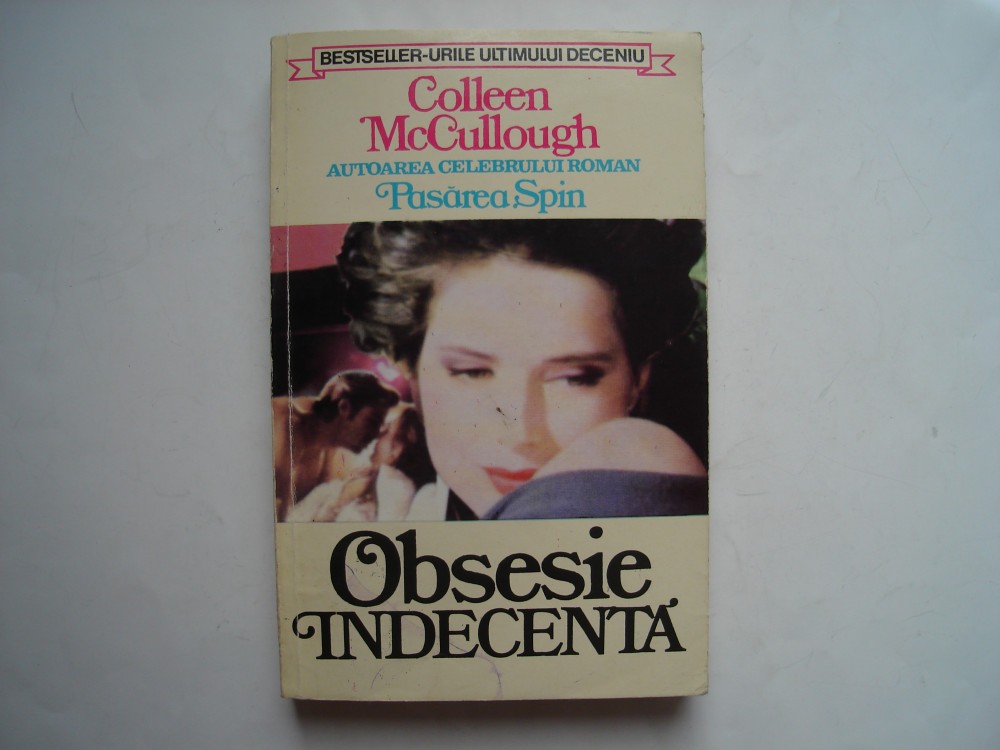 BESTSELLER-URILE ULTIMULUI DECENIU
Colleen
McCullough
AUTOAREA CELEBRULUI ROMAN
Pasărea Spin
Obsesie
INDECENTĂ